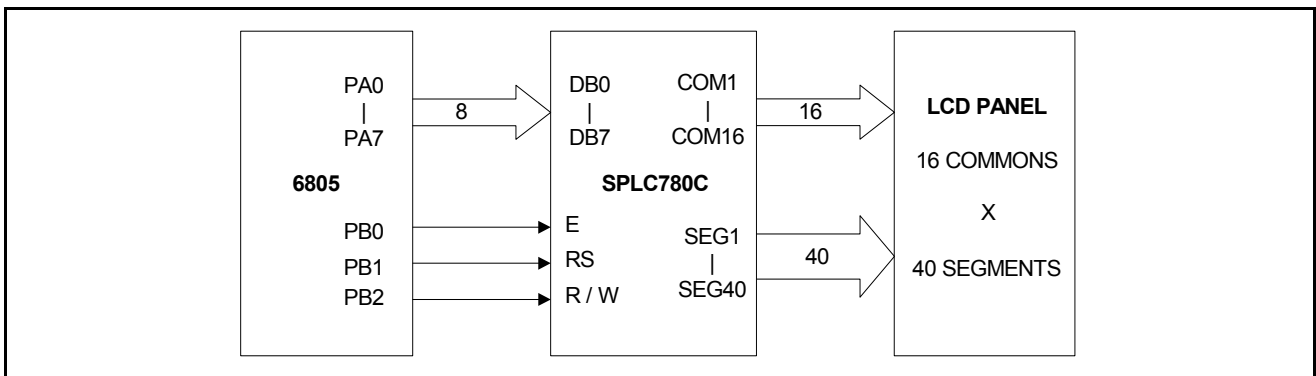 PA0
|
PA7
6805
PB0
PB1
PB2
8
DB0
|
DB7
COM1
|
COM16
SPLC780C
E
RS
R / W
SEG1
|
SEG40
16
40
LCD PANEL
16 COMMONS
X
40 SEGMENTS